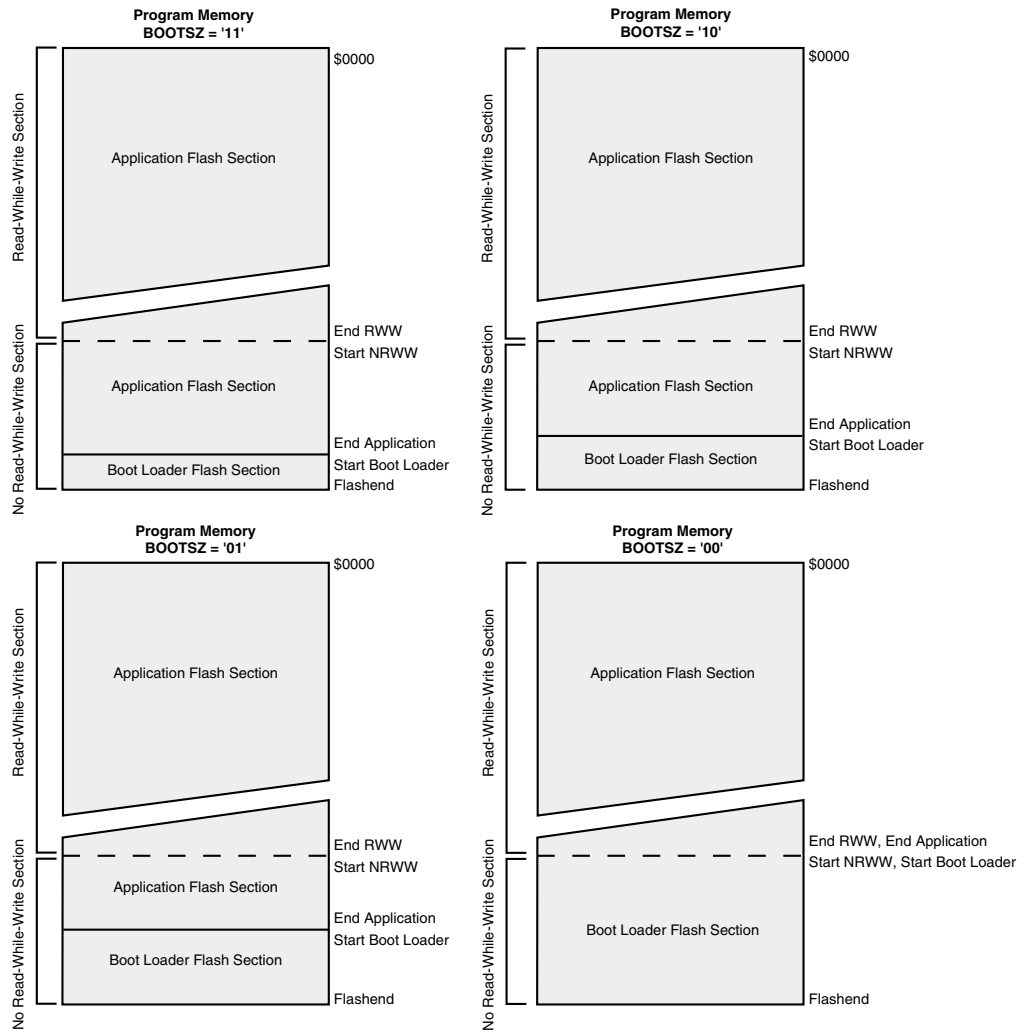 Program Memory
BOOTSZ = '11'
$0000
Read-While-Write Section
Application Flash Section
End RWW
Start NRWW
No Read-While-Write Section
Application Flash Section
End Application
Start Boot Loader
Boot Loader Flash Section
Flashend
Program Memory
BOOTSZ = '10'
$0000
Read-While-Write Section
Application Flash Section
End RWW
Start NRWW
No Read-While-Write Section
Application Flash Section
End Application
Start Boot Loader
Boot Loader Flash Section
Flashend
Program Memory
BOOTSZ = '01'
$0000
Read-While-Write Section
Application Flash Section
End RWW
Start NRWW
No Read-While-Write Section
Application Flash Section
End Application
Start Boot Loader
Boot Loader Flash Section
Flashend
Program Memory
BOOTSZ = '00'
$0000
Read-While-Write Section
Application Flash Section
End RWW, End Application
Start NRWW, Start Boot Loader
No Read-While-Write Section
Boot Loader Flash Section
Flashend